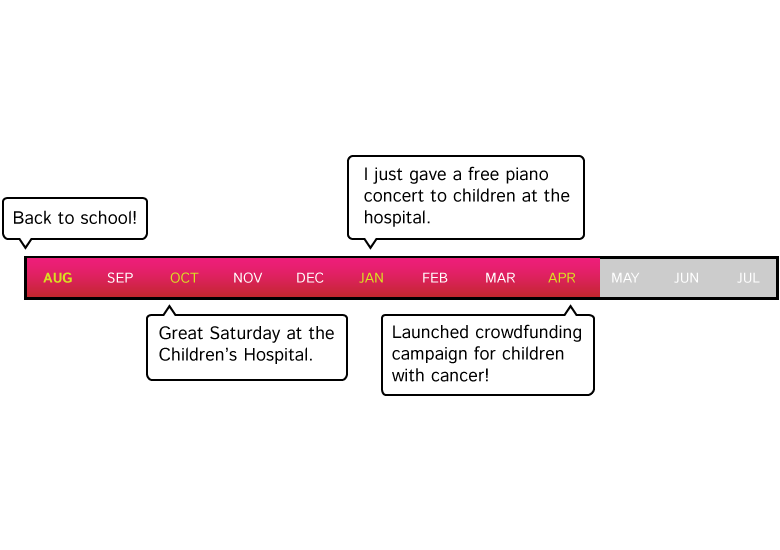 I just gave a free piano
concert to children at the
hospital.
Back to school!
AUG SEP OCT NOV DEC JAN FEB MAR APR MAY JUN JUL
Great Saturday at the
Children’s Hospital.
Launched crowdfunding
campaign for children
with cancer!